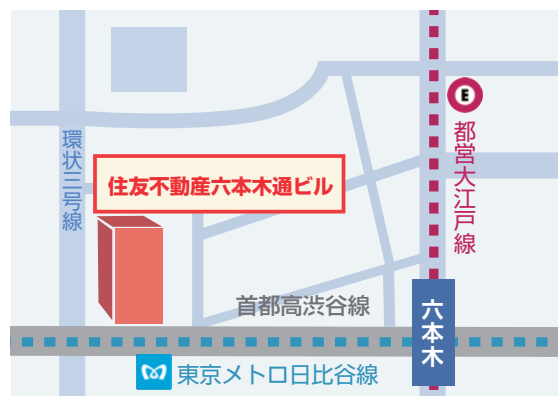 E
都営大江戸線
環状三号線
住友不動産六本木通ビル
首都高渋谷線
六本木
東京メトロ日比谷線